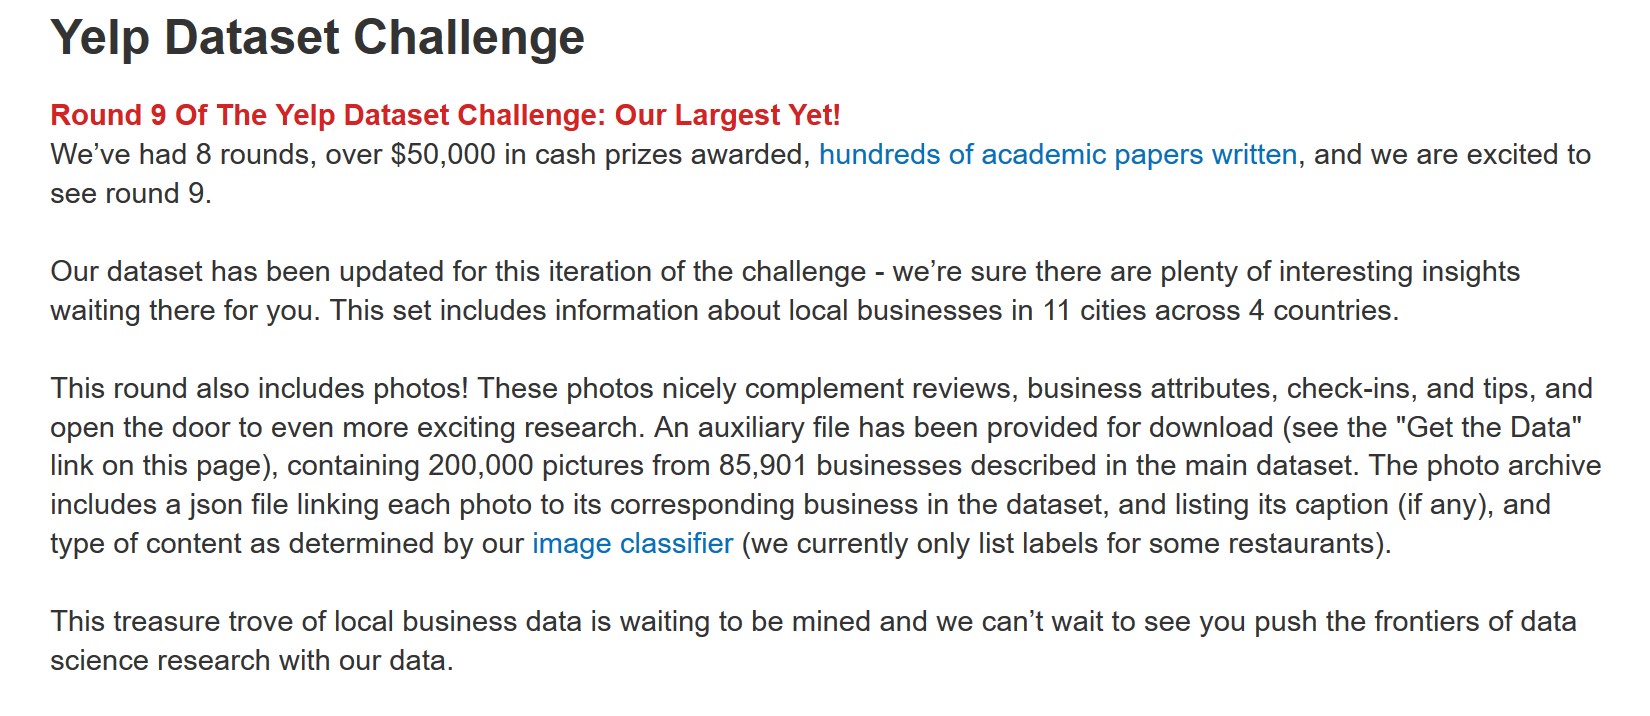 Yelp Dataset Challenge
Round 9 Of The Yelp Dataset Challenge: Our Largest Yet!
We’ve had 8 rounds, over $50,000 in cash prizes awarded, hundreds of academic papers written, and we are excited to
see round 9.
Our dataset has been updated for this iteration of the challenge - we’re sure there are plenty of interesting insights
waiting there for you. This set includes information about local businesses in 11 cities across 4 countries.
This round also includes photos! These photos nicely complement reviews, business attributes, check-ins, and tips, and
open the door to even more exciting research. An auxiliary file has been provided for download (see the "Get the Data"
link on this page), containing 200,000 pictures from 85,901 businesses described in the main dataset. The photo archive
includes a json file linking each photo to its corresponding business in the dataset, and listing its caption (if any), and
type of content as determined by our image classifier (we currently only list labels for some restaurants).
This treasure trove of local business data is waiting to be mined and we can’t wait to see you push the frontiers of data
science research with our data.